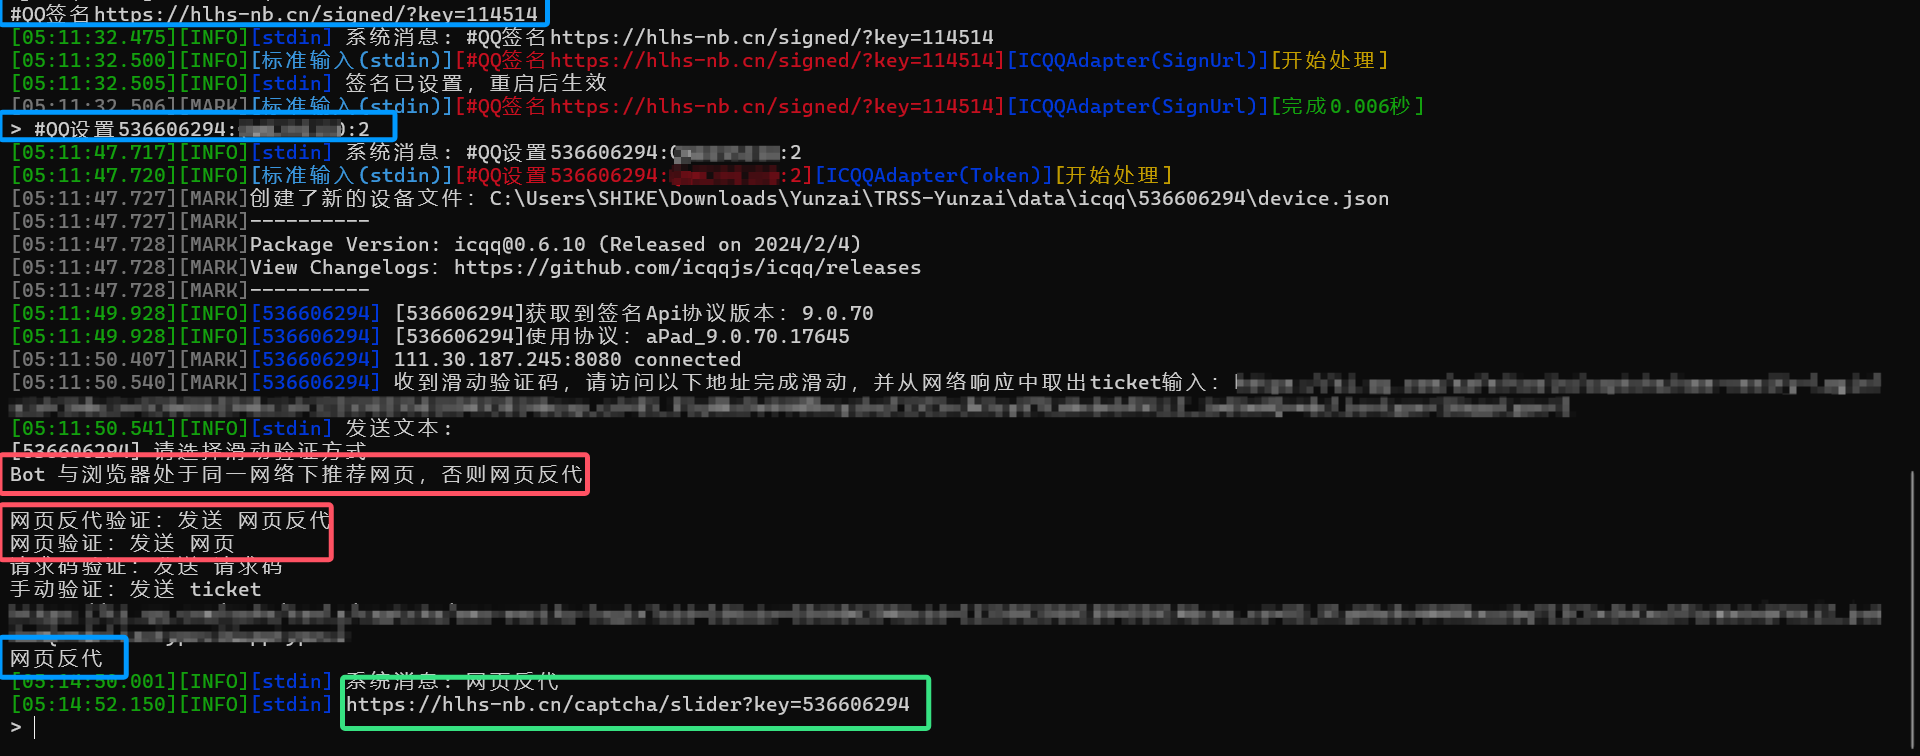 #QQ签名https://hlhs-nb.cn/signed/?key=114514
[05:11:32.475][INFO][stdin] 系统消息: #QQ签名https://hlhs-nb.cn/signed/?key=114514
[05:11:32.500][INFO][标准输入(stdin)][#QQ签名https://hlhs-nb.cn/signed/?key=114514][ICQQAdapter(SignUrl)][开始处理]
[05:11:32.505][INFO][stdin] 签名已设置，重启后生效
[05:11:32.506][MARK][标准输入(stdin)][#QQ签名https://hlhs-nb.cn/signed/?key=114514][ICQQAdapter(SignUrl)][完成0.006秒]
> #QQ设置536606294:0:2
[05:11:47.717][INFO][stdin] 系统消息: #QQ设置536606294::2
[05:11:47.720][INFO][标准输入(stdin)][#QQ设置536606294::2][ICQQAdapter(Token)][开始处理]
[05:11:47.727][MARK]创建了新的设备文件: C:\Users\SHIKE\Downloads\Yunzai\TRSS-Yunzai\data\icqq\536606294\device.json
[05:11:47.727][MARK]----------
[05:11:47.728][MARK]Package Version: icqq@0.6.10 (Released on 2024/2/4)
[05:11:47.728][MARK]View Changelogs: https://github.com/icqqjs/icqq/releases
[05:11:47.728][MARK]----------
[05:11:49.928][INFO][536606294] [536606294]获取到签名Api协议版本: 9.0.70
[05:11:49.928][INFO][536606294] [536606294]使用协议: aPad_9.0.70.17645
[05:11:50.407][MARK][536606294] 111.30.187.245:8080 connected
[05:11:50.540][MARK][536606294] 收到滑动验证码，请访问以下地址完成滑动，并从网络响应中取出ticket输入:
[05:11:50.541][INFO][stdin] 发送文本:
[536606294] 请选择滑动验证方式
Bot 与浏览器处于同一网络下推荐网页，否则网页反代
网页反代验证: 发送 网页反代
网页验证: 发送 网页
请求码验证: 发送 请求码
手动验证: 发送 ticket
网页反代
[05:14:50.001][INFO][stdin] 系统消息: 网页反代
[05:14:52.150][INFO][stdin] https://hlhs-nb.cn/captcha/slider?key=536606294
>